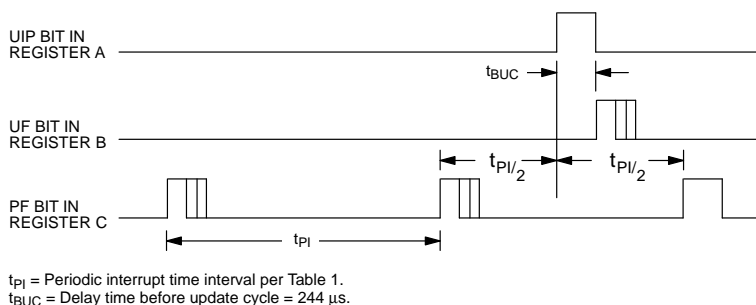 UIP BIT IN
REGISTER A
tBUC
UF BIT IN
REGISTER B
tPI/2
tPI/2
PF BIT IN
REGISTER C
tPI
tPI = Periodic interrupt time interval per Table 1.
tBUC = Delay time before update cycle = 244 µs.